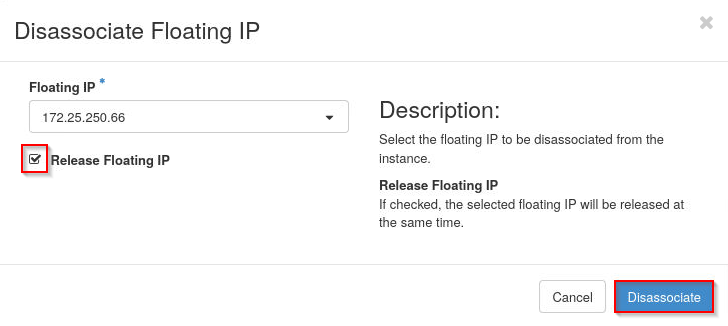 Disassociate Floating IP
Floating IP *
172.25.250.66
Release Floating IP
Description:
Select the floating IP to be disassociated from the
instance.
Release Floating IP
If checked, the selected floating IP will be released at
the same time.
Cancel
Disassociate